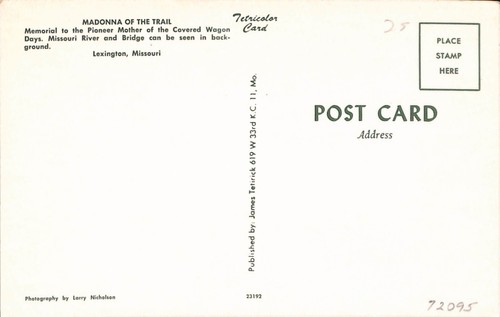 MADONNA OF THE TRAIL
Memorial to the Pioneer Mother of the Covered Wagon
Days. Missouri River and Bridge can be seen in back-
ground.
Lexington, Missouri
Tetricolor
Card
25
PLACE
STAMP
HERE
POST CARD
Address
Published by: James Tetirick 619 W 33rd K.C. 11, Mo.
Photography by Larry Nicholson
23192
72095